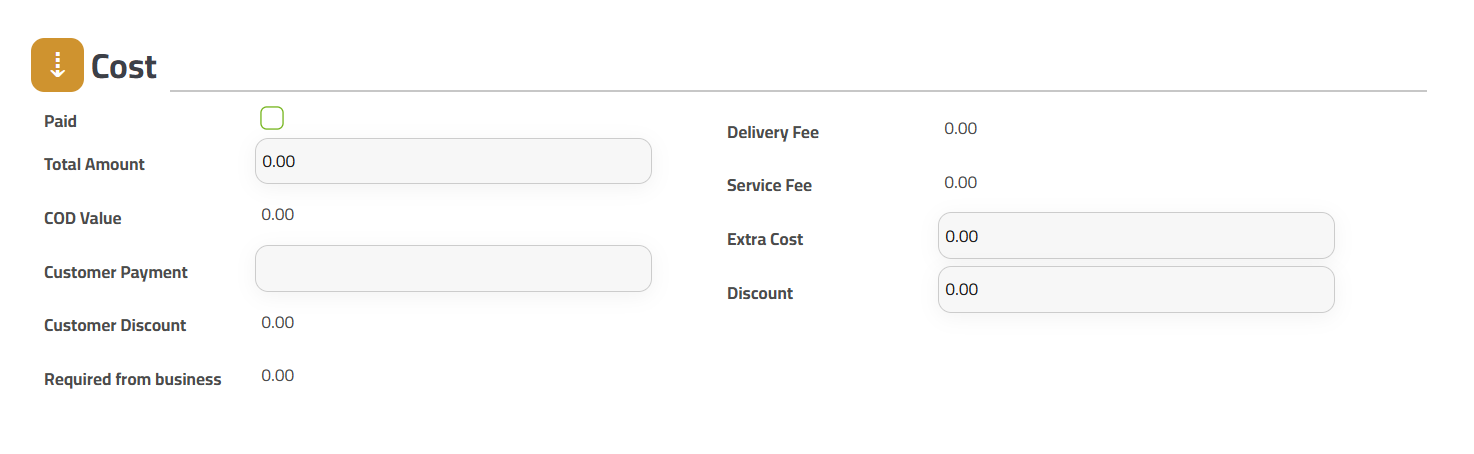 Cost
Paid
Total Amount 0.00
COD Value 0.00
Customer Payment
Customer Discount 0.00
Required from business 0.00
Delivery Fee 0.00
Service Fee 0.00
Extra Cost 0.00
Discount 0.00